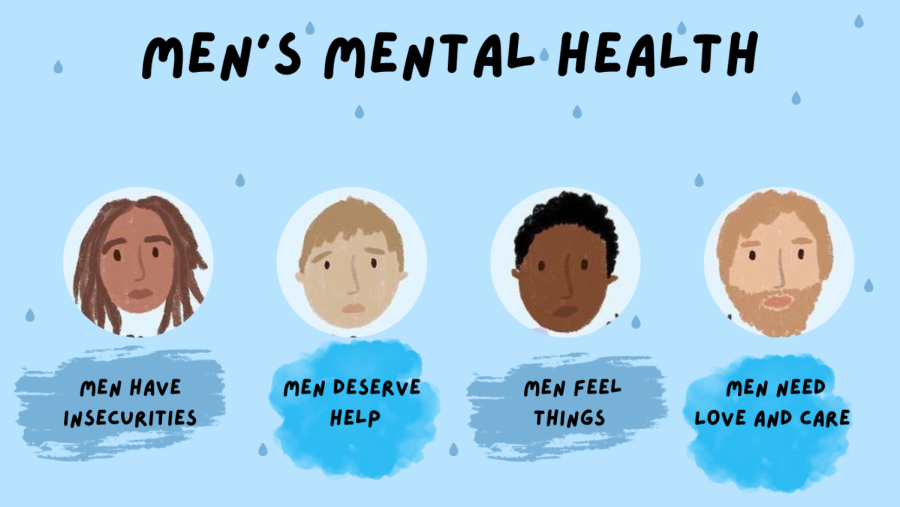 MEN'S MENTAL HEALTH
MEN HAVE
INSECURITIES
MEN DESERVE
HELP
MEN FEEL
THINGS
MEN NEED
LOVE AND CARE